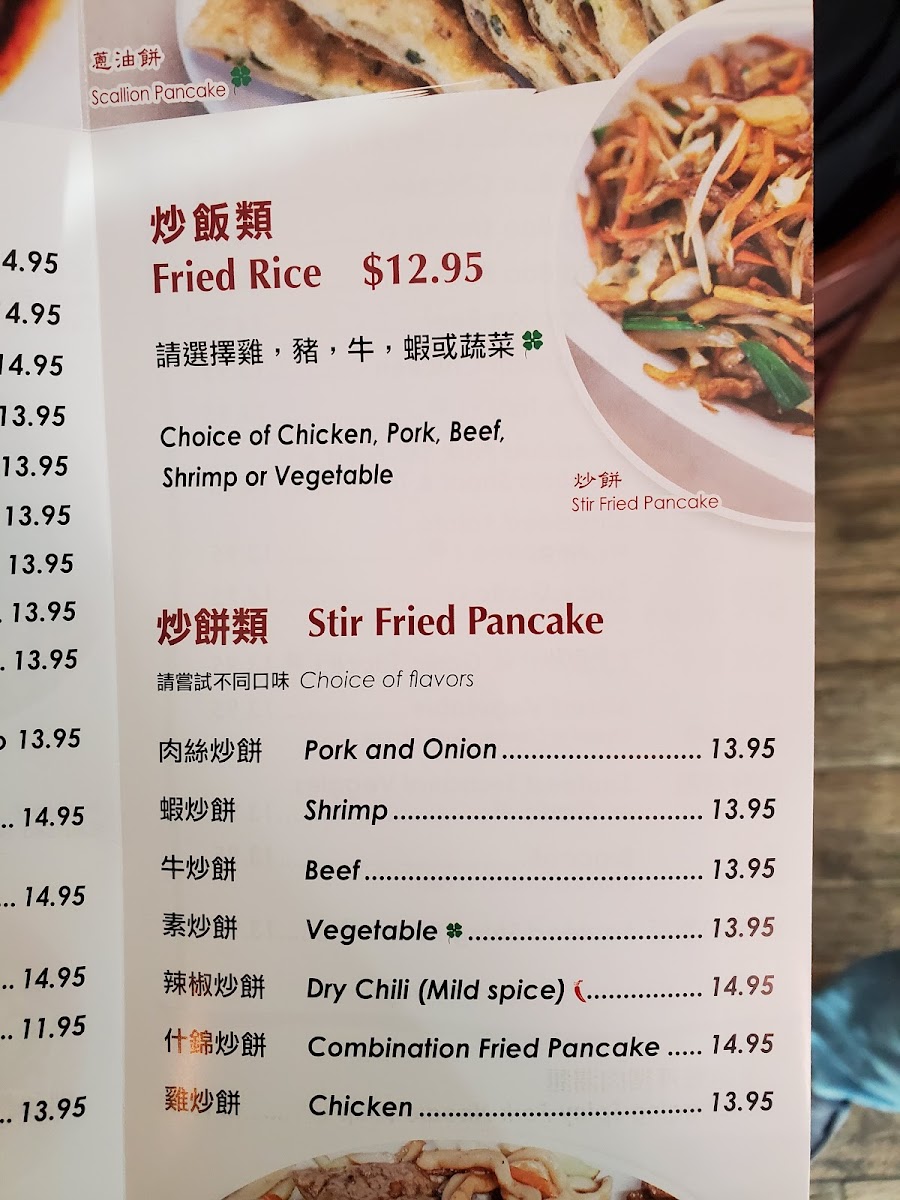 蔥油餅
Scallion Pancake
炒飯類
Fried Rice $12.95
請選擇雞，豬，牛，蝦或蔬菜
Choice of Chicken, Pork, Beef,
Shrimp or Vegetable
炒餅
Stir Fried Pancake
炒餅類 Stir Fried Pancake
請嘗試不同口味 Choice of flavors
肉絲炒餅 Pork and Onion 13.95
蝦炒餅 Shrimp 13.95
牛炒餅 Beef 13.95
素炒餅 Vegetable 13.95
辣椒炒餅 Dry Chili (Mild spice) 14.95
什錦炒餅 Combination Fried Pancake 14.95
雞炒餅 Chicken 13.95
4.95
4.95
14.95
13.95
13.95
13.95
13.95
13.95
13.95
13.95
14.95
14.95
14.95
11.95
13.95